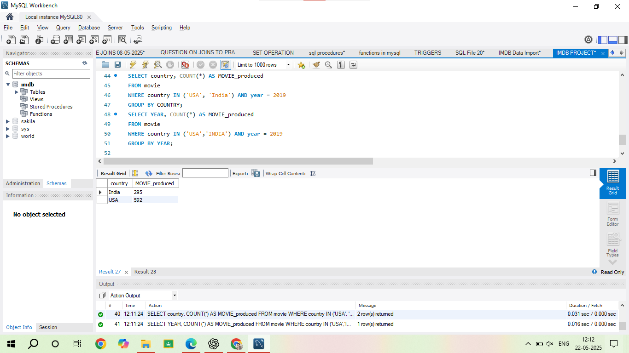 MySQL Workbench
Local instance MySQL80
File Edit View Query Database Server Tools Scripting Help
Navigator
EJOINS 08-05-2025* QUESTION ON JOINS TO PRA... SET OPERATION sql procedures* functions in mysql TRIGGERS SQL File 20* IMDB Data Import* IMDB PROJECT*
SCHEMAS
Filter objects
imdb
Tables
Views
Stored Procedures
Functions
sakila
sys
world
Administration Schemas
Information
No object selected
Object Info Session
Limit to 1000 rows
44 SELECT country, COUNT(*) AS MOVIE_produced
45 FROM movie
46 WHERE country IN ('USA', 'India') AND year = 2019
47 GROUP BY COUNTRY;
48 SELECT YEAR, COUNT(*) AS MOVIE_produced
49 FROM movie
50 WHERE country IN ('USA','INDIA') AND year = 2019
51 GROUP BY YEAR;
52
Result Grid Filter Rows: Export: Wrap Cell Content:
country MOVIE_produced
India 295
USA 592
Result Grid
Form Editor
Field Types
Result 27 Result 28
Read Only
Output
Action Output
# Time Action Message Duration / Fetch
40 12:11:24 SELECT country, COUNT(*) AS MOVIE_produced FROM movie WHERE country IN ('USA', 'I... 2 row(s) returned 0.031 sec / 0.000 sec
41 12:11:24 SELECT YEAR, COUNT(*) AS MOVIE_produced FROM movie WHERE country IN ('USA','I... 1 row(s) returned 0.016 sec / 0.000 sec
ENG
12:12
22-05-2025